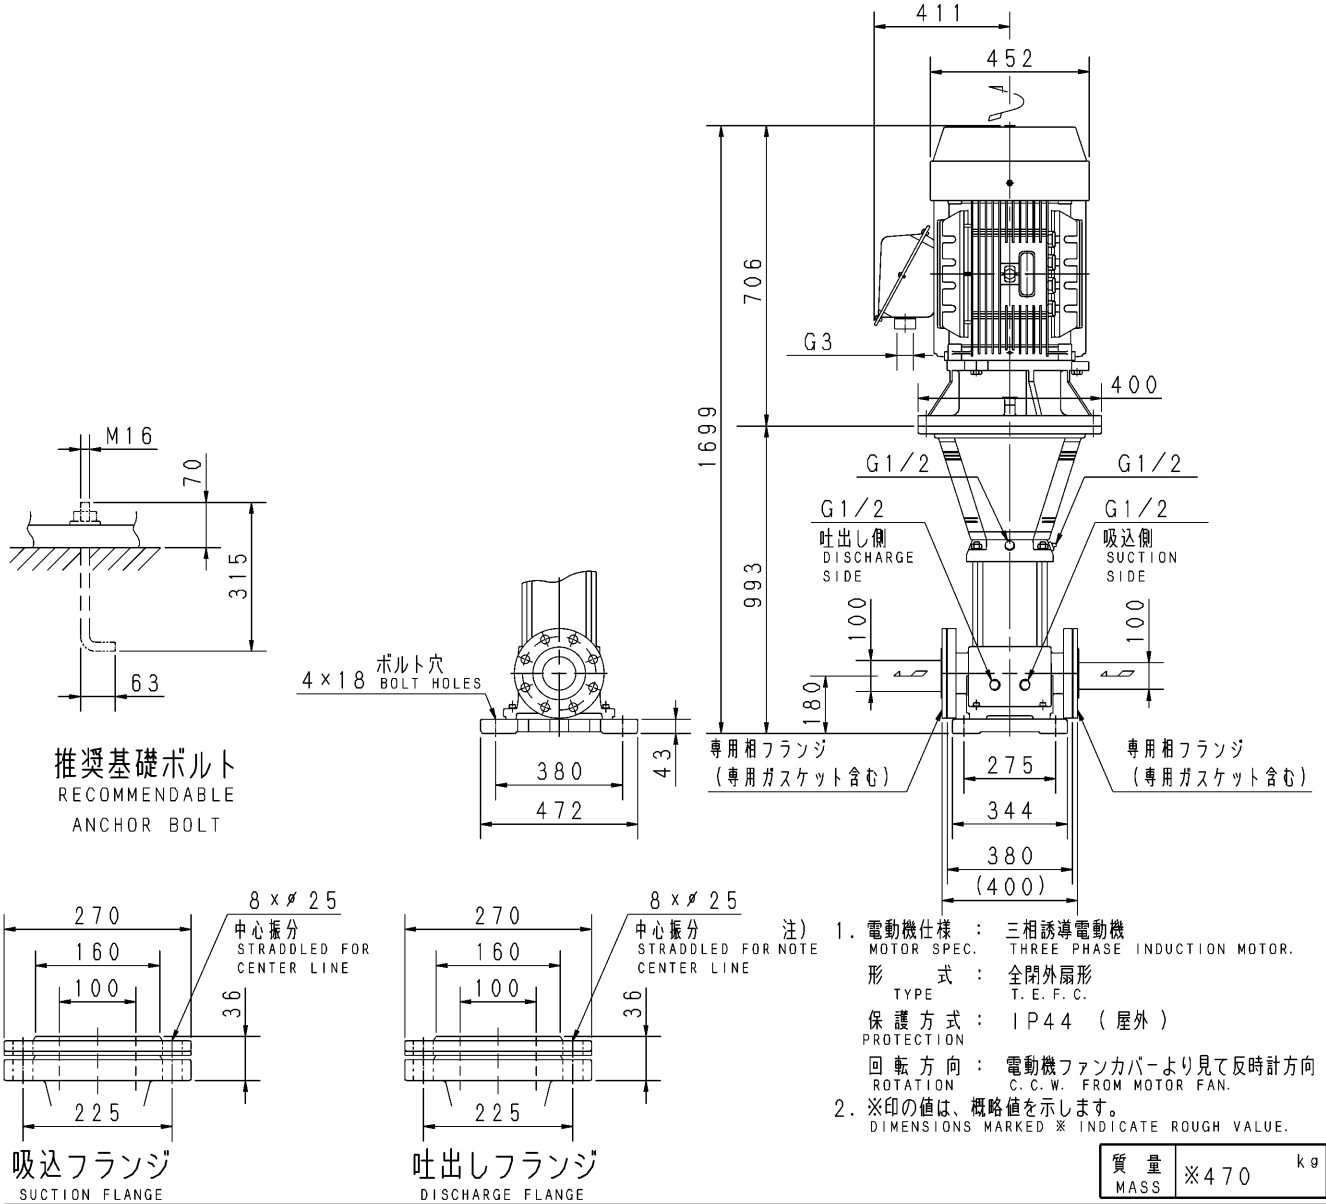 411
452
706
G3
400
1699
G1/2
G1/2
G1/2
吐出し側
DISCHARGE
SIDE
G1/2
吸込側
SUCTION
SIDE
993
100
100
180
専用相フランジ
(専用ガスケット含む)
専用相フランジ
(専用ガスケット含む)
275
344
380
(400)
M16
70
315
63
推奨基礎ボルト
RECOMMENDABLE
ANCHOR BOLT
4×18 ボルト穴
BOLT HOLES
43
380
472
270
8×φ25
中心振分
STRADDLED FOR
CENTER LINE
160
100
36
225
吸込フランジ
SUCTION FLANGE
270
8×φ25
中心振分
STRADDLED FOR
CENTER LINE
160
100
36
225
吐出しフランジ
DISCHARGE FLANGE
注) 1. 電動機仕様 : 三相誘導電動機
NOTE MOTOR SPEC. THREE PHASE INDUCTION MOTOR.
形 式 : 全閉外扇形
TYPE T.E.F.C.
保護方式 : IP44 (屋外)
PROTECTION
回転方向 : 電動機ファンカバーより見て反時計方向
ROTATION C.C.W. FROM MOTOR FAN.
2. ※印の値は、概略値を示します。
DIMENSIONS MARKED ※ INDICATE ROUGH VALUE.
質量 ※470 kg
MASS